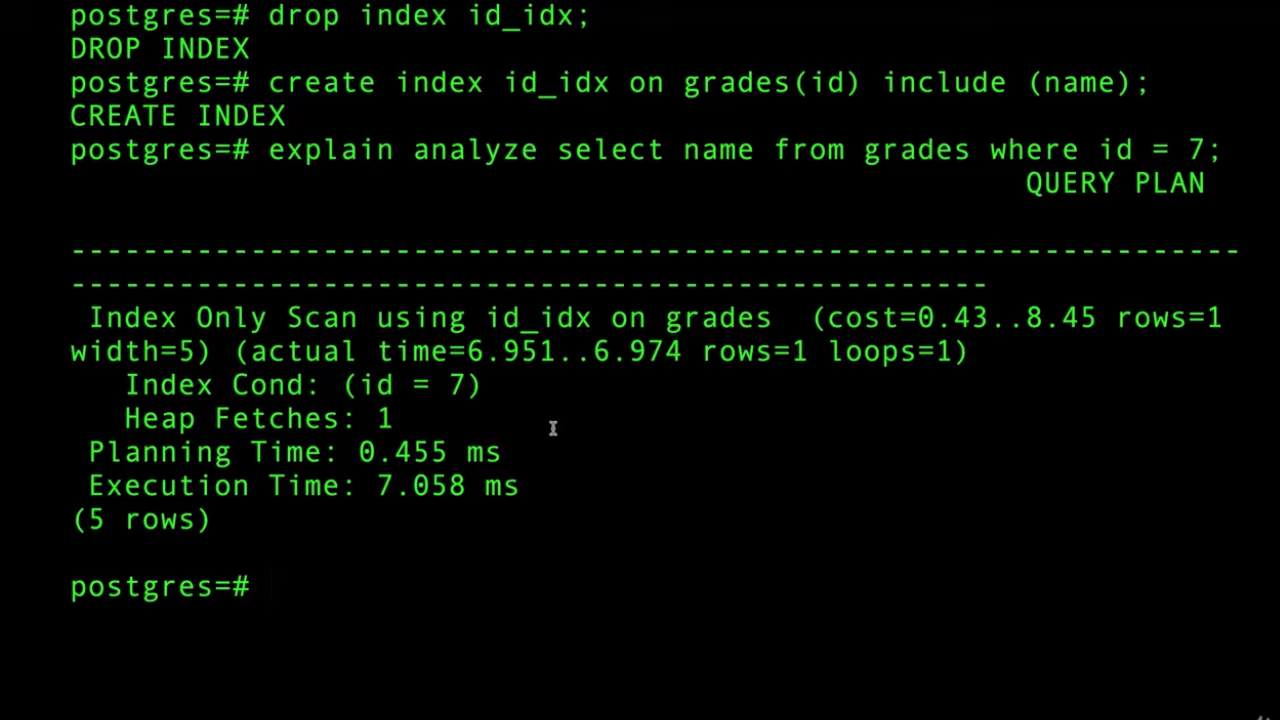 postgres=# drop index id_idx;
DROP INDEX
postgres=# create index id_idx on grades(id) include (name);
CREATE INDEX
postgres=# explain analyze select name from grades where id = 7;
QUERY PLAN
-----------------------------------------------------------------
---------------------------------------------------
Index Only Scan using id_idx on grades  (cost=0.43..8.45 rows=1
width=5) (actual time=6.951..6.974 rows=1 loops=1)
Index Cond: (id = 7)
Heap Fetches: 1
Planning Time: 0.455 ms
Execution Time: 7.058 ms
(5 rows)
postgres=#